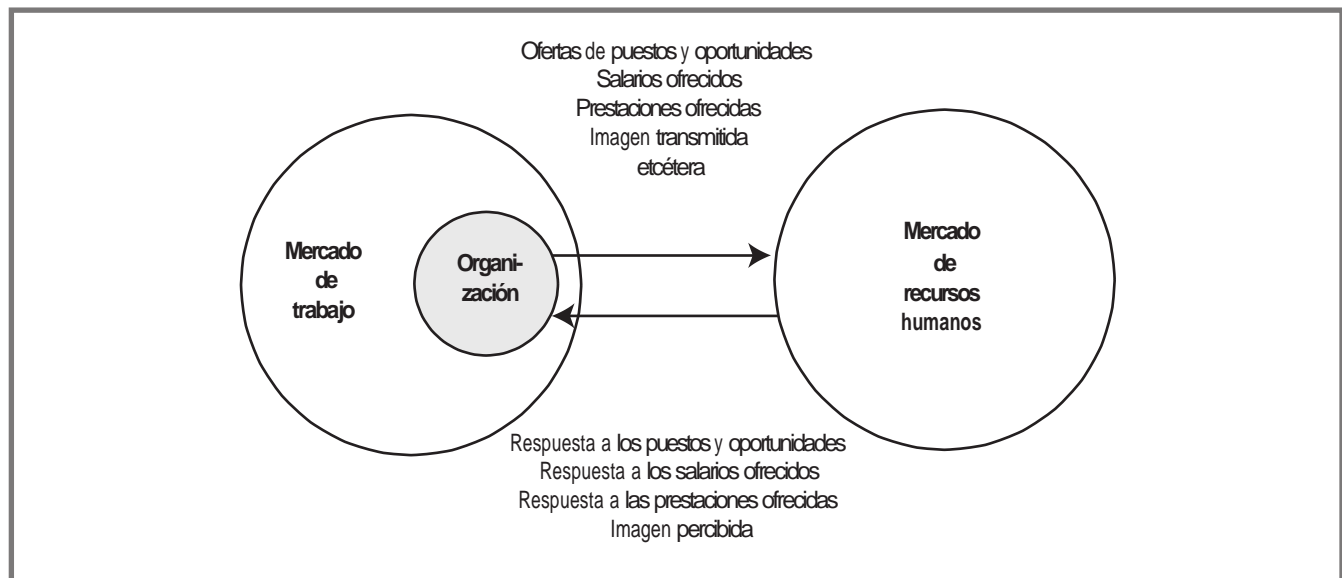 Ofertas de puestos y oportunidades
Salarios ofrecidos
Prestaciones ofrecidas
Imagen transmitida
etcétera
Mercado
de
trabajo
Organi-
zación
Mercado
de
recursos
humanos
Respuesta a los puestos y oportunidades
Respuesta a los salarios ofrecidos
Respuesta a las prestaciones ofrecidas
Imagen percibida